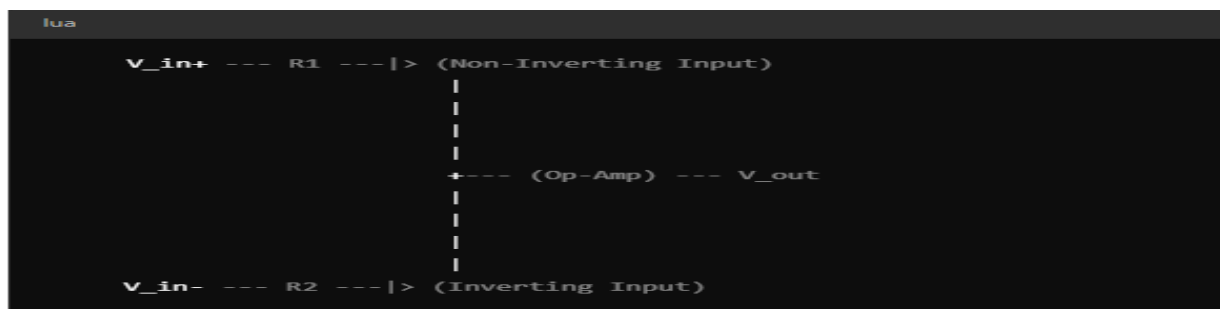 lua
V_in+ --- R1 ---|> (Non-Inverting Input)
|
|
|
|
+--- (Op-Amp) --- V_out
|
|
|
|
V_in- --- R2 ---|> (Inverting Input)